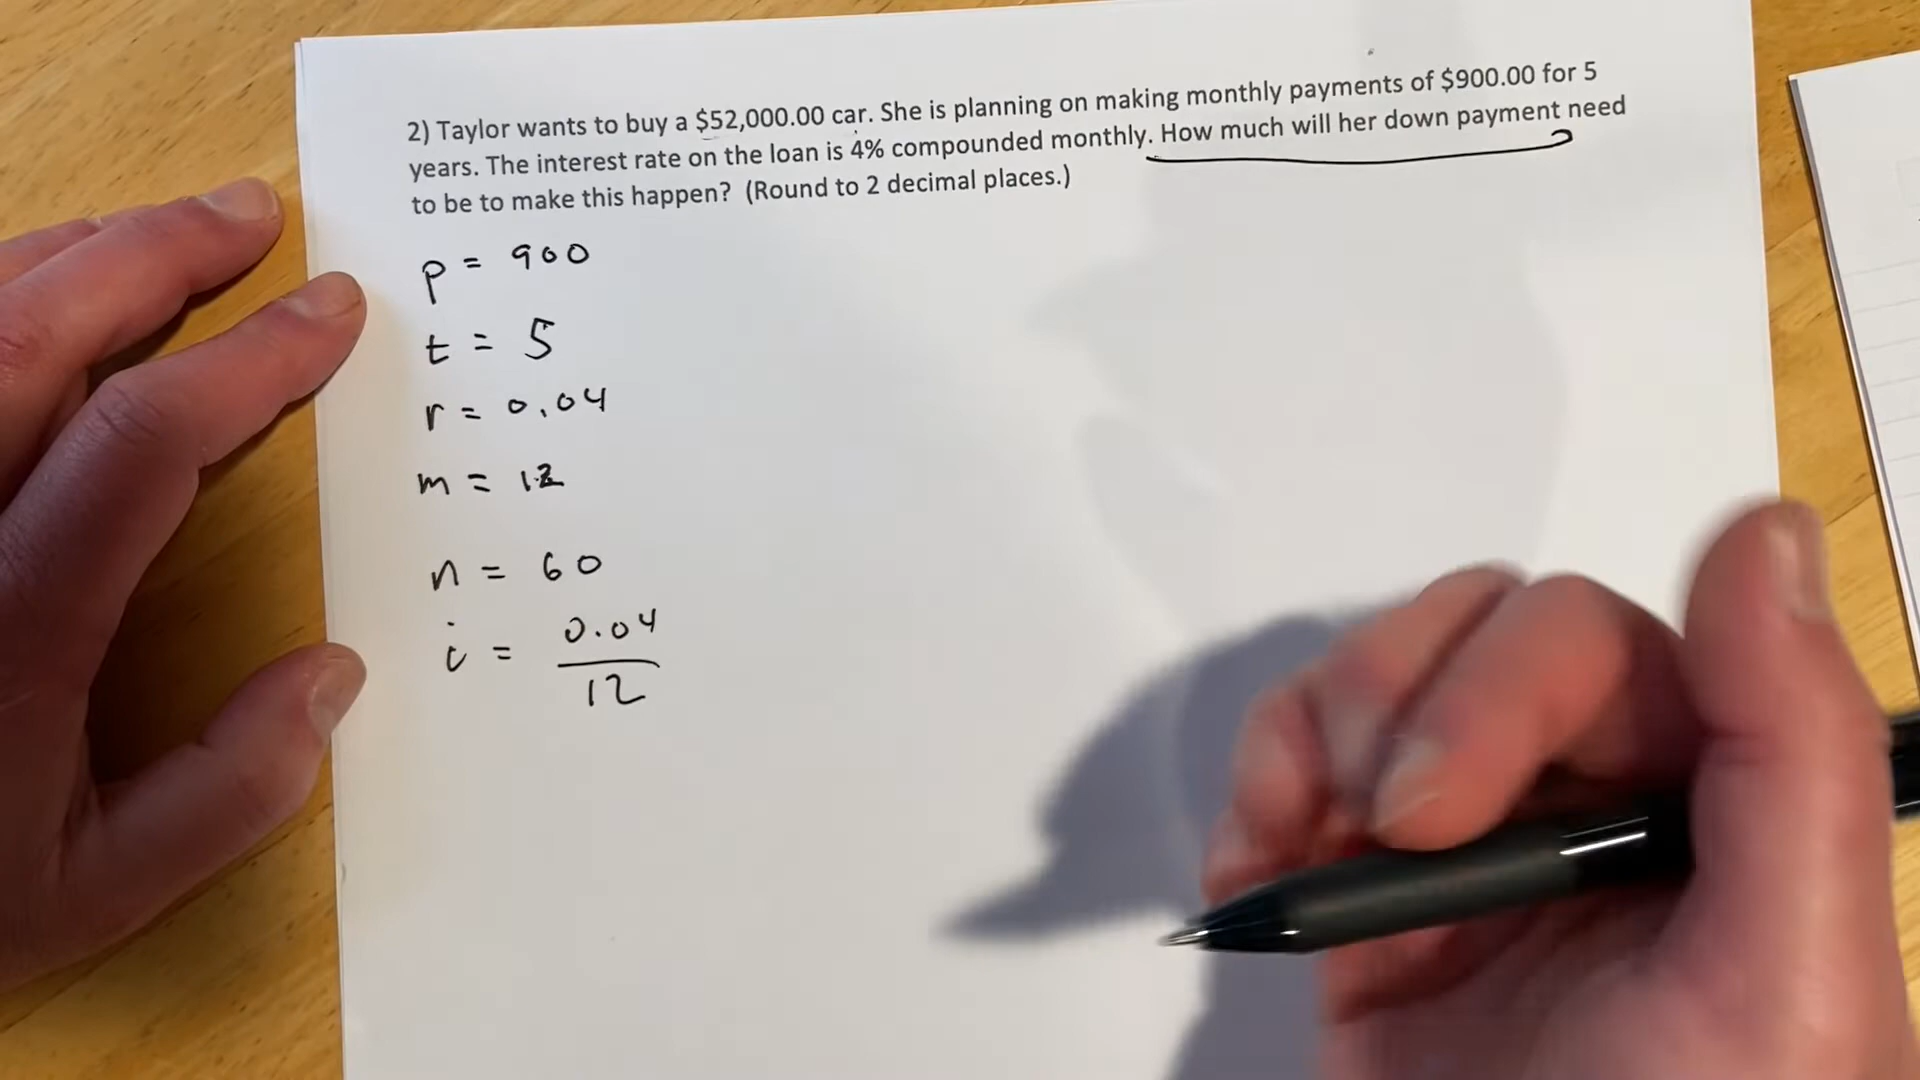 2) Taylor wants to buy a $52,000.00 car. She is planning on making monthly payments of $900.00 for 5
years. The interest rate on the loan is 4% compounded monthly. How much will her down payment need
to be to make this happen? (Round to 2 decimal places.)
p = 900
t = 5
r = 0.04
m = 12
n = 60
i = 0.04
12